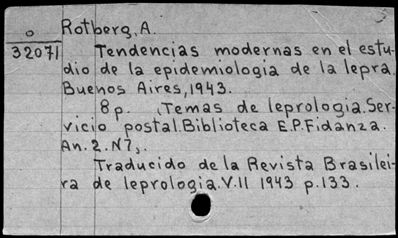 o Rotberg, A.
32071
Tendencias modernas en el estu-
dio de la epidemiologia de la lepra.
Buenos Aires, 1943.
8p. (Temas de leprologia. Ser-
vicio postal. Biblioteca E.P. Fidanza.
An. 2. N7).
Traducido de la Revista Brasilei-
ra de leprologia. V. 11 1943 p. 133.